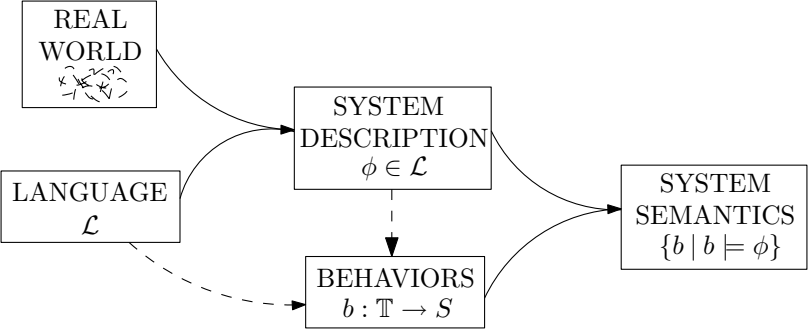 REAL
WORLD
LANGUAGE
ℒ
SYSTEM
DESCRIPTION
ϕ ∈ ℒ
BEHAVIORS
b : 𝕋 → S
SYSTEM
SEMANTICS
{b | b ⊨ ϕ}